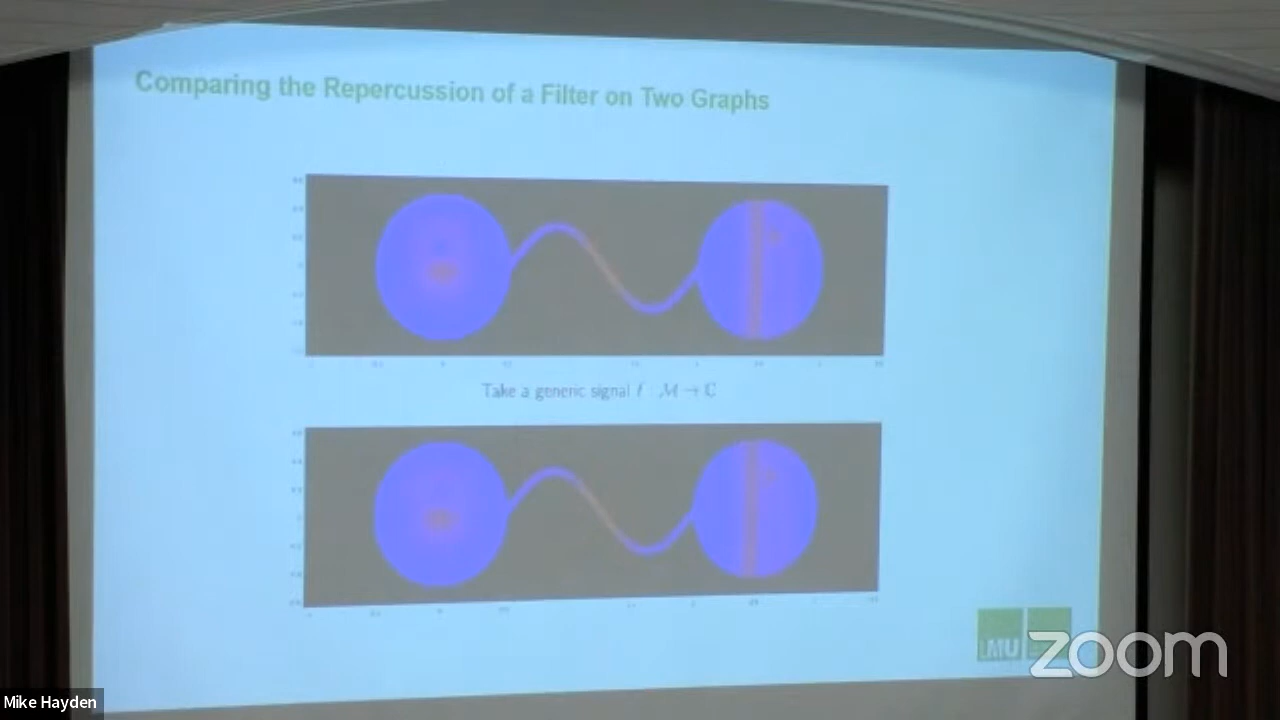 Comparing the Repercussion of a Filter on Two Graphs
Take a generic signal f M → ℂ
LMU
zoom
Mike Hayden